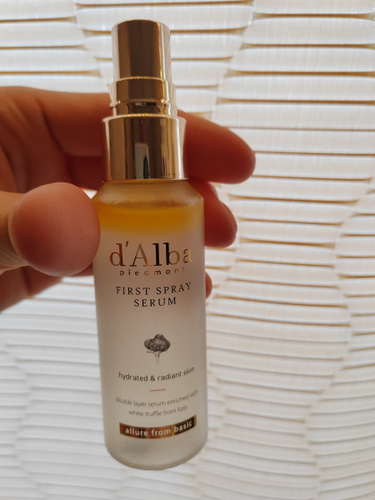 d'Alba
piedmont
FIRST SPRAY
SERUM
hydrated & radiant skin
double layer serum enriched with
white truffle from Italy
allure from basic